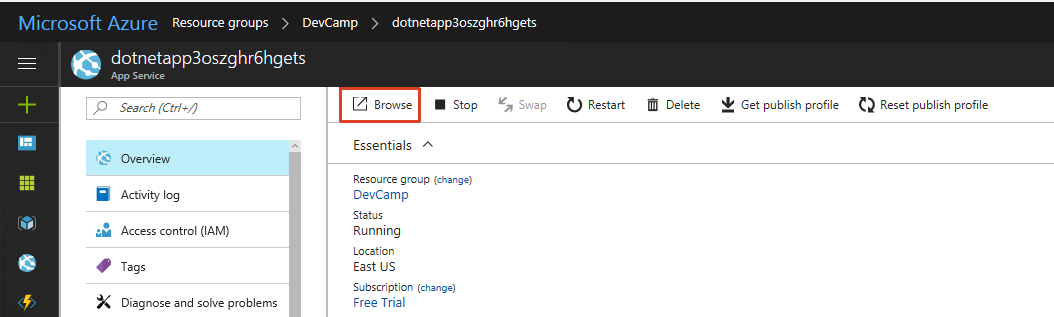 Microsoft Azure Resource groups > DevCamp > dotnetapp3oszghr6hgets
dotnetapp3oszghr6hgets
App Service
Search (Ctrl+/)
Overview
Activity log
Access control (IAM)
Tags
Diagnose and solve problems
Browse Stop Swap Restart Delete Get publish profile Reset publish profile
Essentials
Resource group (change)
DevCamp
Status
Running
Location
East US
Subscription (change)
Free Trial